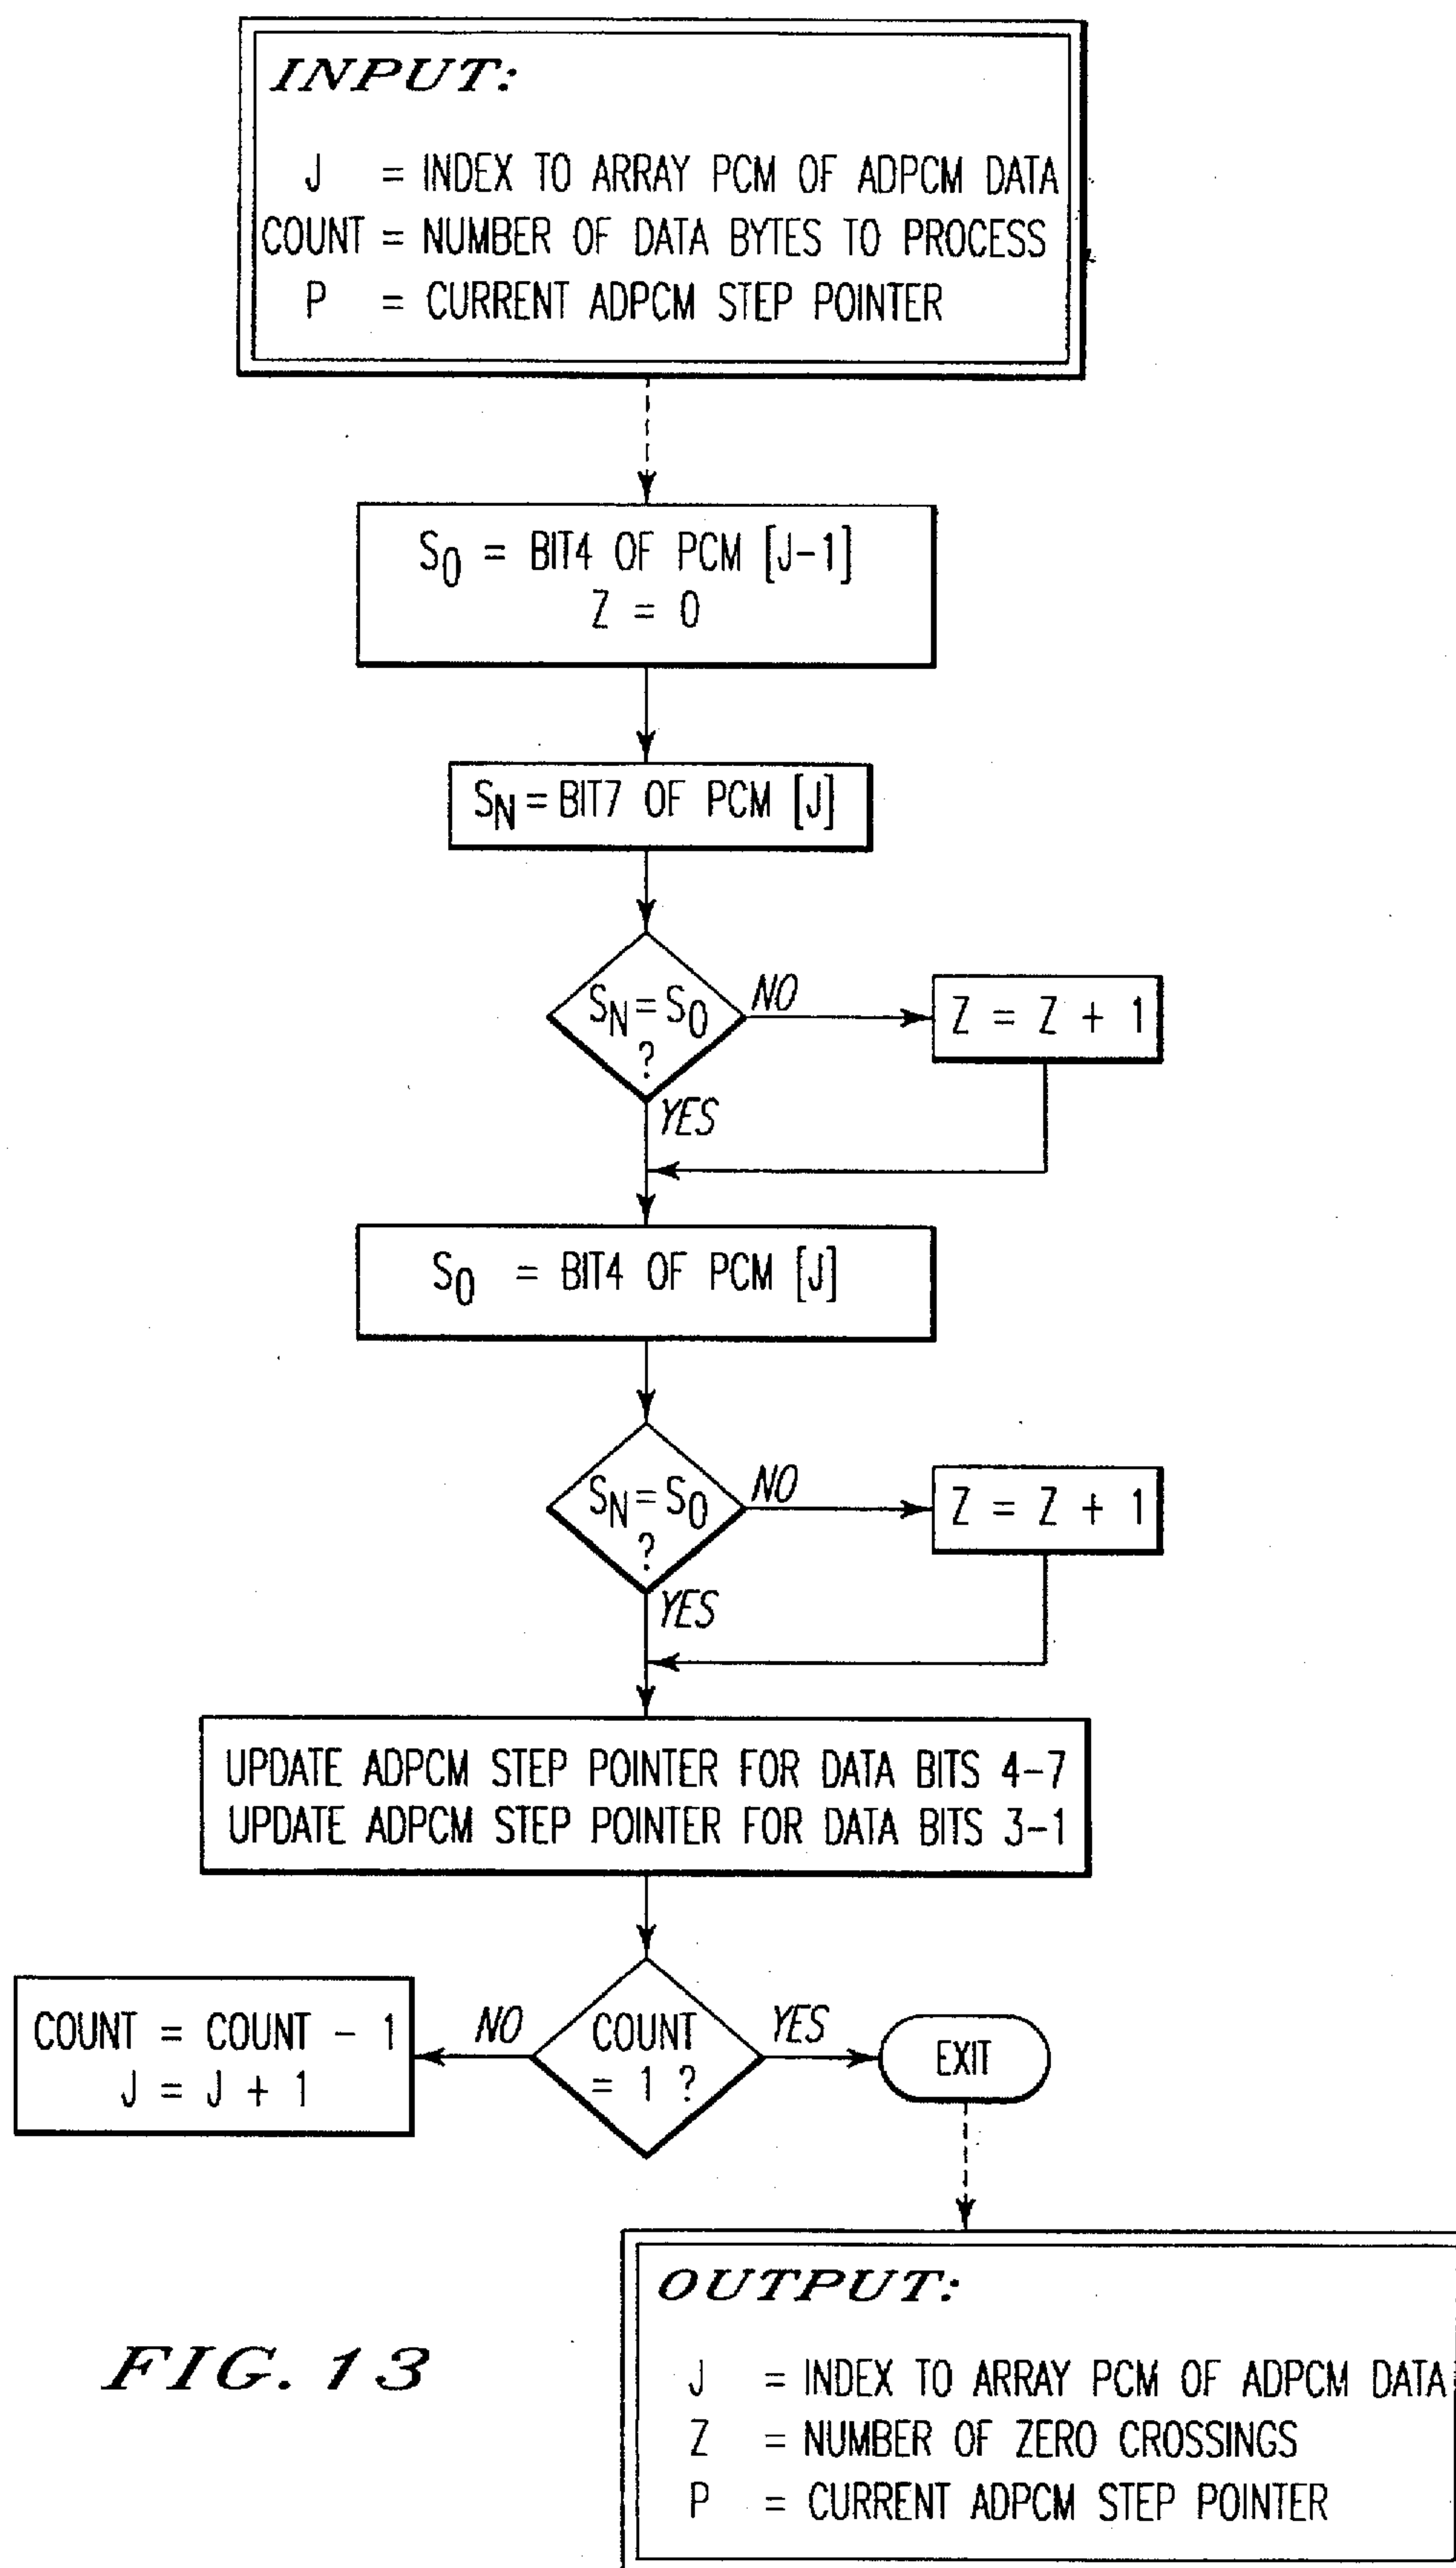 INPUT:
J = INDEX TO ARRAY PCM OF ADPCM DATA
COUNT = NUMBER OF DATA BYTES TO PROCESS
P = CURRENT ADPCM STEP POINTER
S0 = BIT4 OF PCM [J-1]
Z = 0
SN = BIT7 OF PCM [J]
SN = S0
?
NO
Z = Z + 1
YES
S0 = BIT4 OF PCM [J]
SN = S0
?
NO
Z = Z + 1
YES
UPDATE ADPCM STEP POINTER FOR DATA BITS 4-7
UPDATE ADPCM STEP POINTER FOR DATA BITS 3-1
COUNT = COUNT - 1
J = J + 1
NO
COUNT
= 1 ?
YES
EXIT
OUTPUT:
J = INDEX TO ARRAY PCM OF ADPCM DATA
Z = NUMBER OF ZERO CROSSINGS
P = CURRENT ADPCM STEP POINTER
FIG. 13